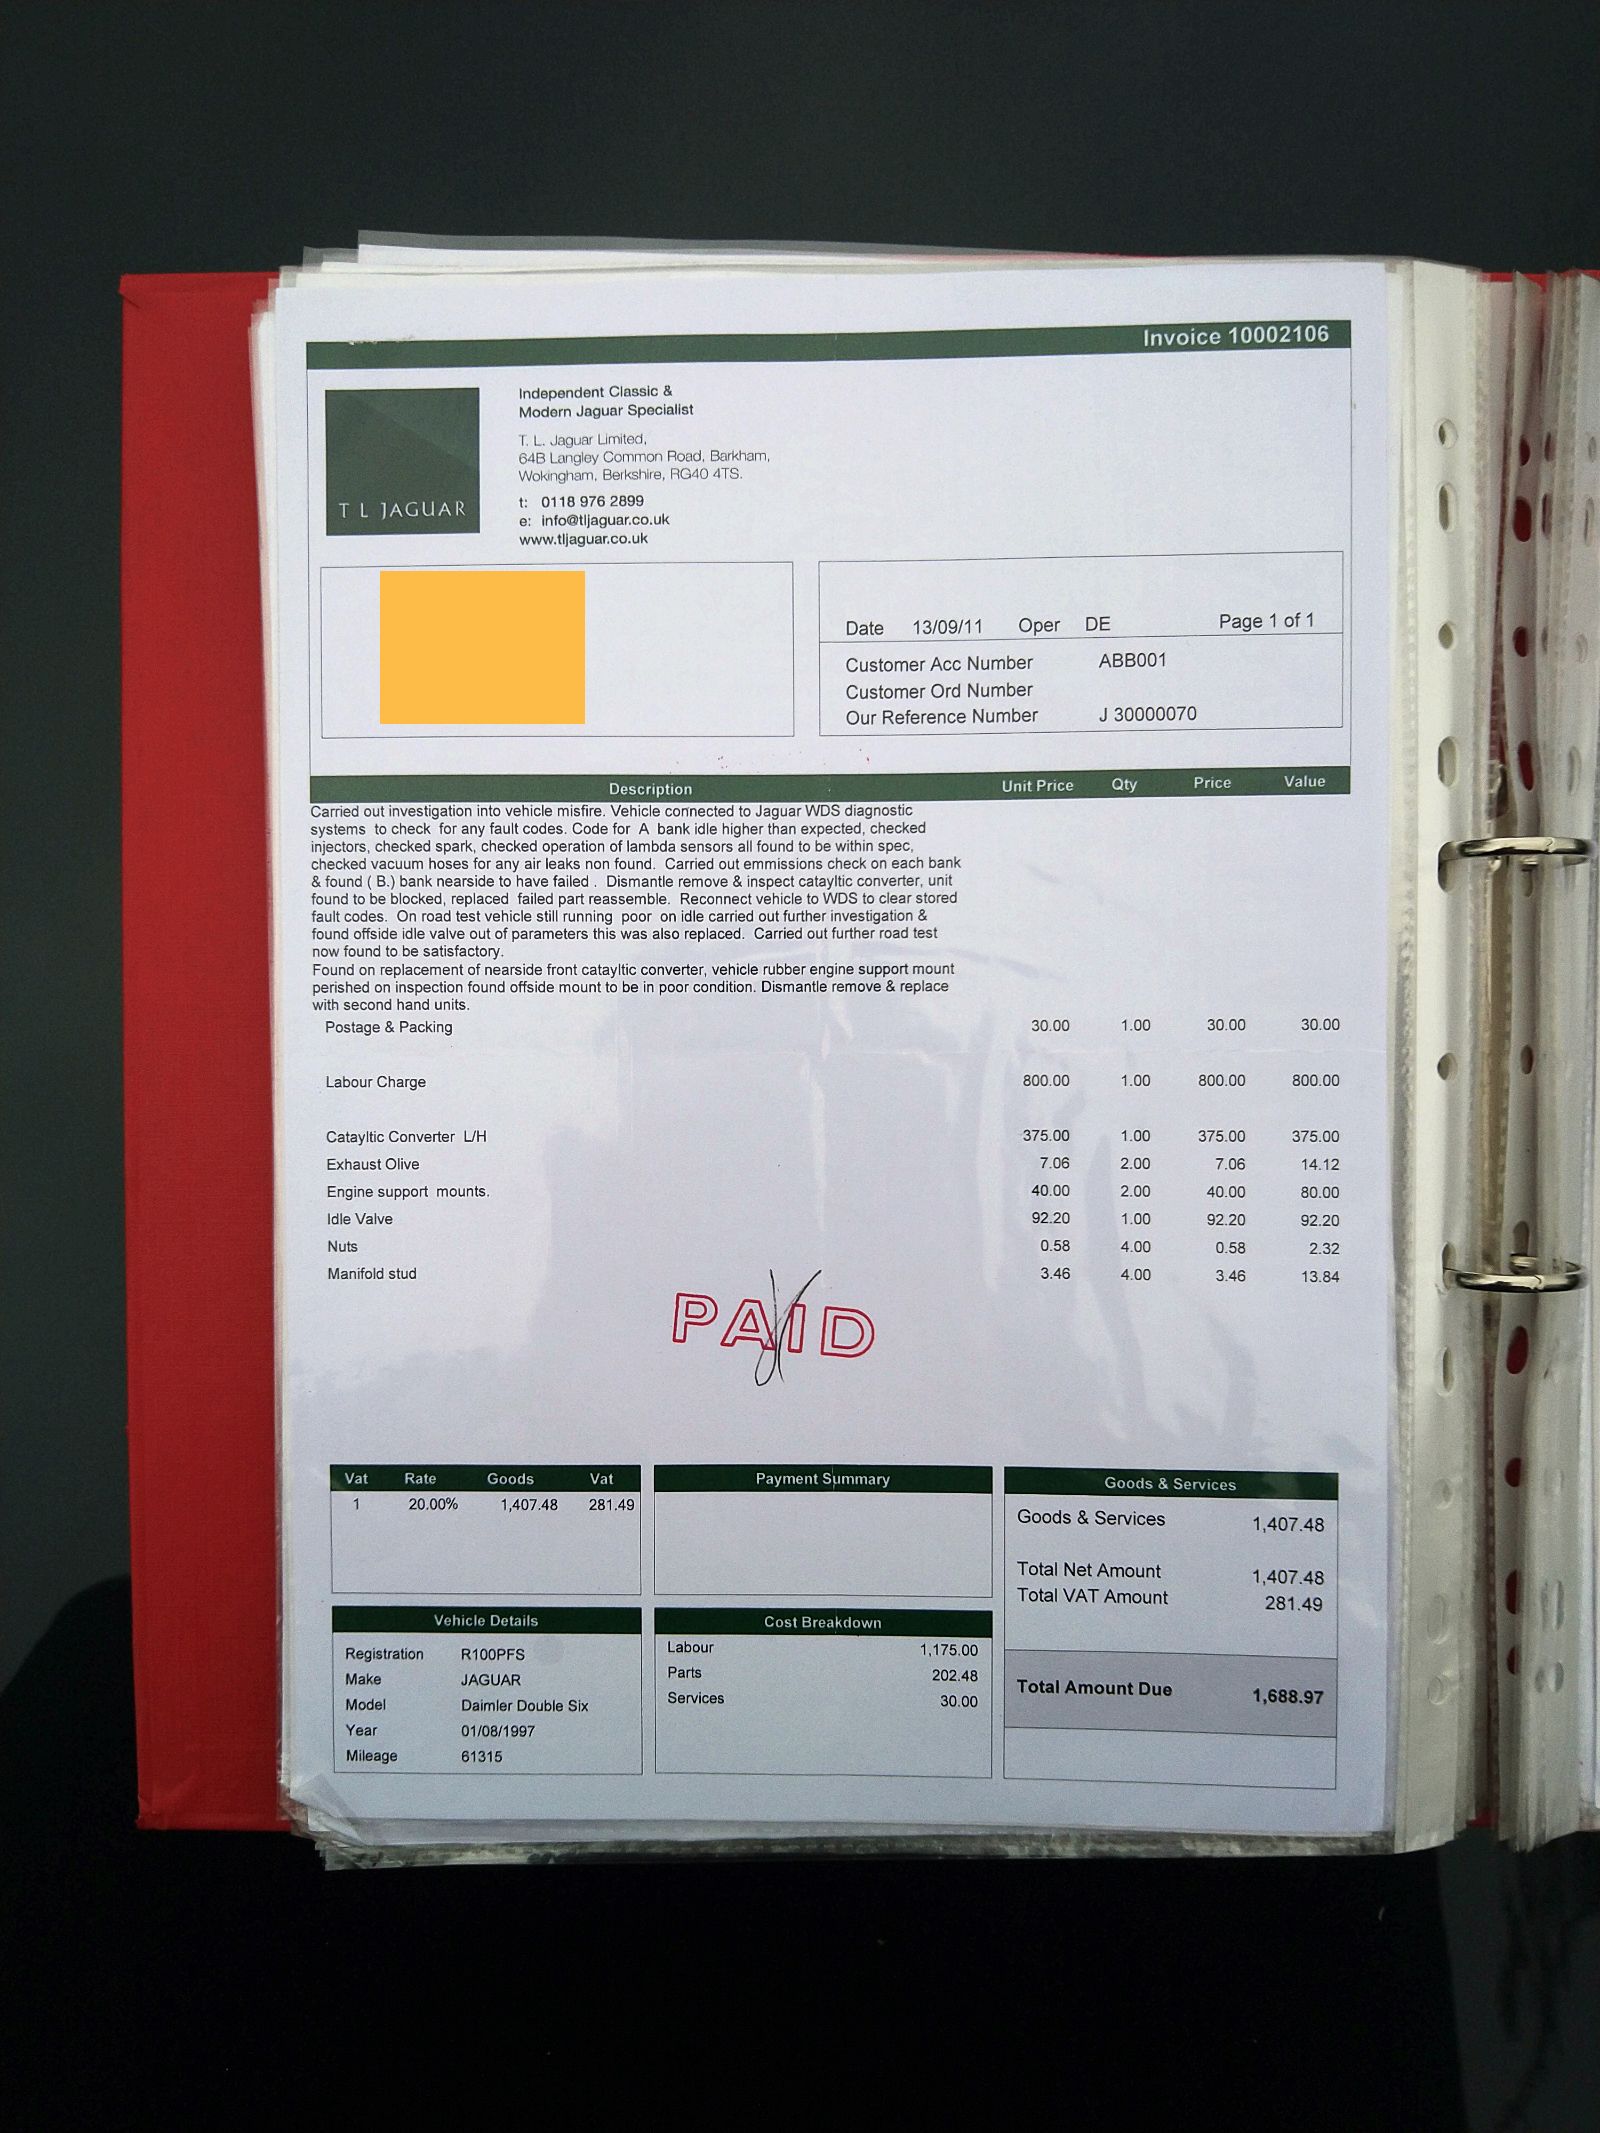 Invoice 10002106
T L JAGUAR
Independent Classic &
Modern Jaguar Specialist
T. L. Jaguar Limited,
64B Langley Common Road, Barkham,
Wokingham, Berkshire, RG40 4TS.
t: 0118 976 2899
e: info@tljaguar.co.uk
www.tljaguar.co.uk
Date 13/09/11 Oper DE Page 1 of 1
Customer Acc Number ABB001
Customer Ord Number
Our Reference Number J 30000070
Description Unit Price Qty Price Value
Carried out investigation into vehicle misfire. Vehicle connected to Jaguar WDS diagnostic
systems to check for any fault codes. Code for A bank idle higher than expected, checked
injectors, checked spark, checked operation of lambda sensors all found to be within spec,
checked vacuum hoses for any air leaks non found. Carried out emmissions check on each bank
& found ( B.) bank nearside to have failed . Dismantle remove & inspect catayltic converter, unit
found to be blocked, replaced failed part reassemble. Reconnect vehicle to WDS to clear stored
fault codes. On road test vehicle still running poor on idle carried out further investigation &
found offside idle valve out of parameters this was also replaced. Carried out further road test
now found to be satisfactory.
Found on replacement of nearside front catayltic converter, vehicle rubber engine support mount
perished on inspection found offside mount to be in poor condition. Dismantle remove & replace
with second hand units.
Postage & Packing 30.00 1.00 30.00 30.00
Labour Charge 800.00 1.00 800.00 800.00
Catayltic Converter L/H 375.00 1.00 375.00 375.00
Exhaust Olive 7.06 2.00 7.06 14.12
Engine support mounts. 40.00 2.00 40.00 80.00
Idle Valve 92.20 1.00 92.20 92.20
Nuts 0.58 4.00 0.58 2.32
Manifold stud 3.46 4.00 3.46 13.84
PAID
Vat Rate Goods Vat
1 20.00% 1,407.48 281.49
Payment Summary
Goods & Services
Goods & Services 1,407.48
Total Net Amount 1,407.48
Total VAT Amount 281.49
Total Amount Due 1,688.97
Vehicle Details
Registration R100PFS
Make JAGUAR
Model Daimler Double Six
Year 01/08/1997
Mileage 61315
Cost Breakdown
Labour 1,175.00
Parts 202.48
Services 30.00